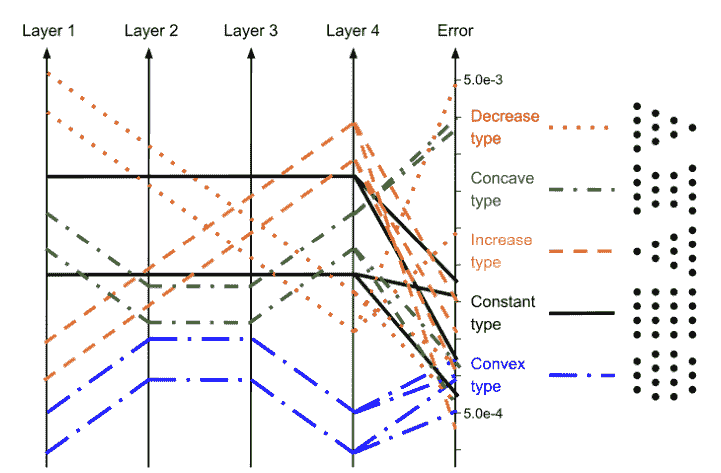 Layer 1 Layer 2 Layer 3 Layer 4 Error
5.0e-3
Decrease
type
Concave
type
Increase
type
Constant
type
Convex
type
5.0e-4